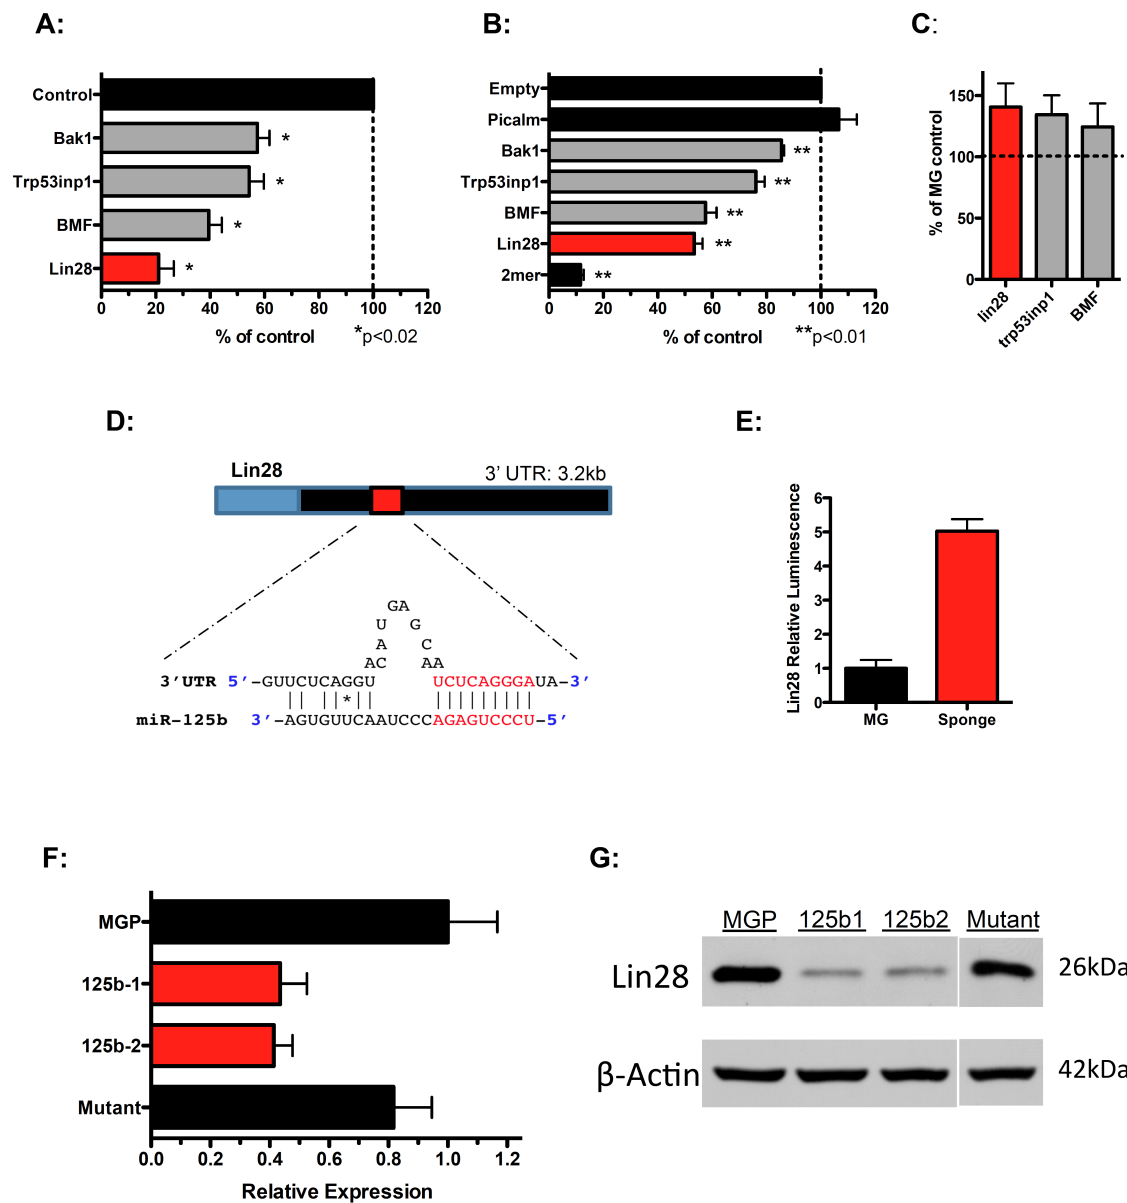 A:
Control
Bak1
Trp53inp1
BMF
Lin28
*
*
*
*
0 20 40 60 80 100 120
% of control
*p<0.02
B:
Empty
Picalm
Bak1
Trp53inp1
BMF
Lin28
2mer
**
**
**
**
**
0 20 40 60 80 100 120
% of control
**p<0.01
C:
% of MG control
150
100
50
0
lin28
trp53inp1
BMF
D:
Lin28
3' UTR: 3.2kb
GA
U G
A C
AC AA
3'UTR 5'-GUUCUCAGGU UCUCAGGGAUA-3'
*
miR-125b 3'-AGUGUUCAAUCCCAGAGUCCCU-5'
E:
Lin28 Relative Luminescence
6
5
4
3
2
1
0
MG Sponge
F:
MGP
125b-1
125b-2
Mutant
0.0 0.2 0.4 0.6 0.8 1.0 1.2
Relative Expression
G:
MGP 125b1 125b2 Mutant
Lin28 26kDa
β-Actin 42kDa